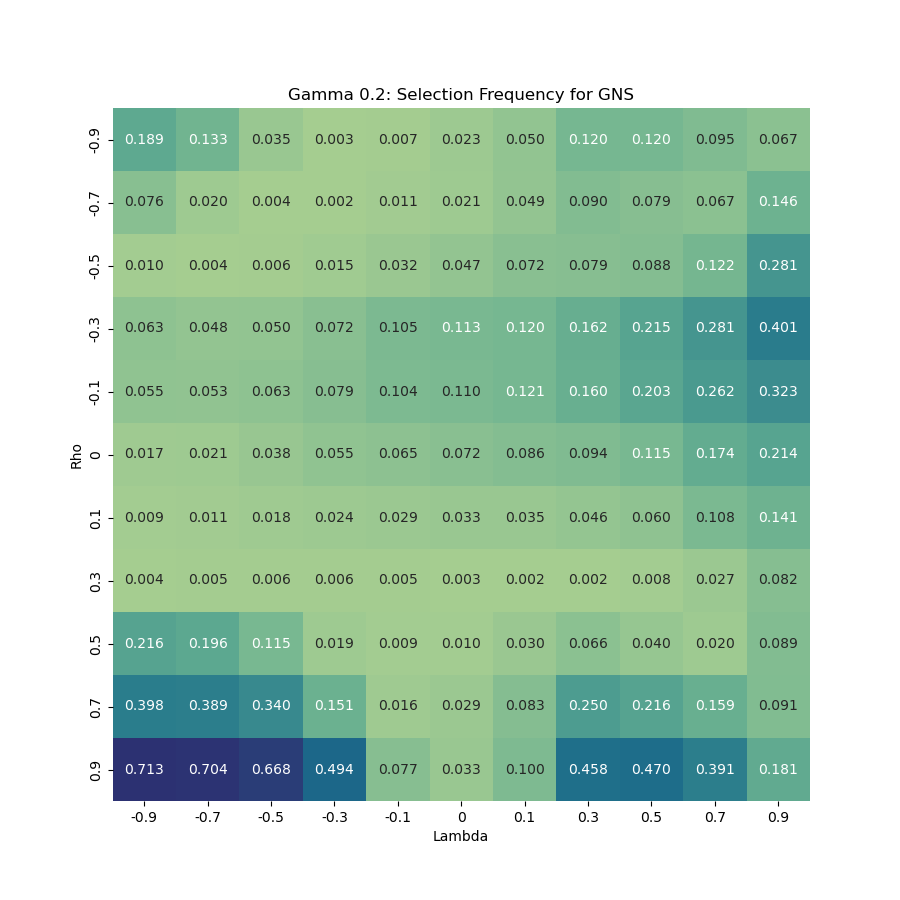 Gamma 0.2: Selection Frequency for GNS
-0.9 0.189 0.133 0.035 0.003 0.007 0.023 0.050 0.120 0.120 0.095 0.067
-0.7 0.076 0.020 0.004 0.002 0.011 0.021 0.049 0.090 0.079 0.067 0.146
-0.5 0.010 0.004 0.006 0.015 0.032 0.047 0.072 0.079 0.088 0.122 0.281
-0.3 0.063 0.048 0.050 0.072 0.105 0.113 0.120 0.162 0.215 0.281 0.401
-0.1 0.055 0.053 0.063 0.079 0.104 0.110 0.121 0.160 0.203 0.262 0.323
Rho
0 0.017 0.021 0.038 0.055 0.065 0.072 0.086 0.094 0.115 0.174 0.214
0.1 0.009 0.011 0.018 0.024 0.029 0.033 0.035 0.046 0.060 0.108 0.141
0.3 0.004 0.005 0.006 0.006 0.005 0.003 0.002 0.002 0.008 0.027 0.082
0.5 0.216 0.196 0.115 0.019 0.009 0.010 0.030 0.066 0.040 0.020 0.089
0.7 0.398 0.389 0.340 0.151 0.016 0.029 0.083 0.250 0.216 0.159 0.091
0.9 0.713 0.704 0.668 0.494 0.077 0.033 0.100 0.458 0.470 0.391 0.181
-0.9 -0.7 -0.5 -0.3 -0.1 0 0.1 0.3 0.5 0.7 0.9
Lambda